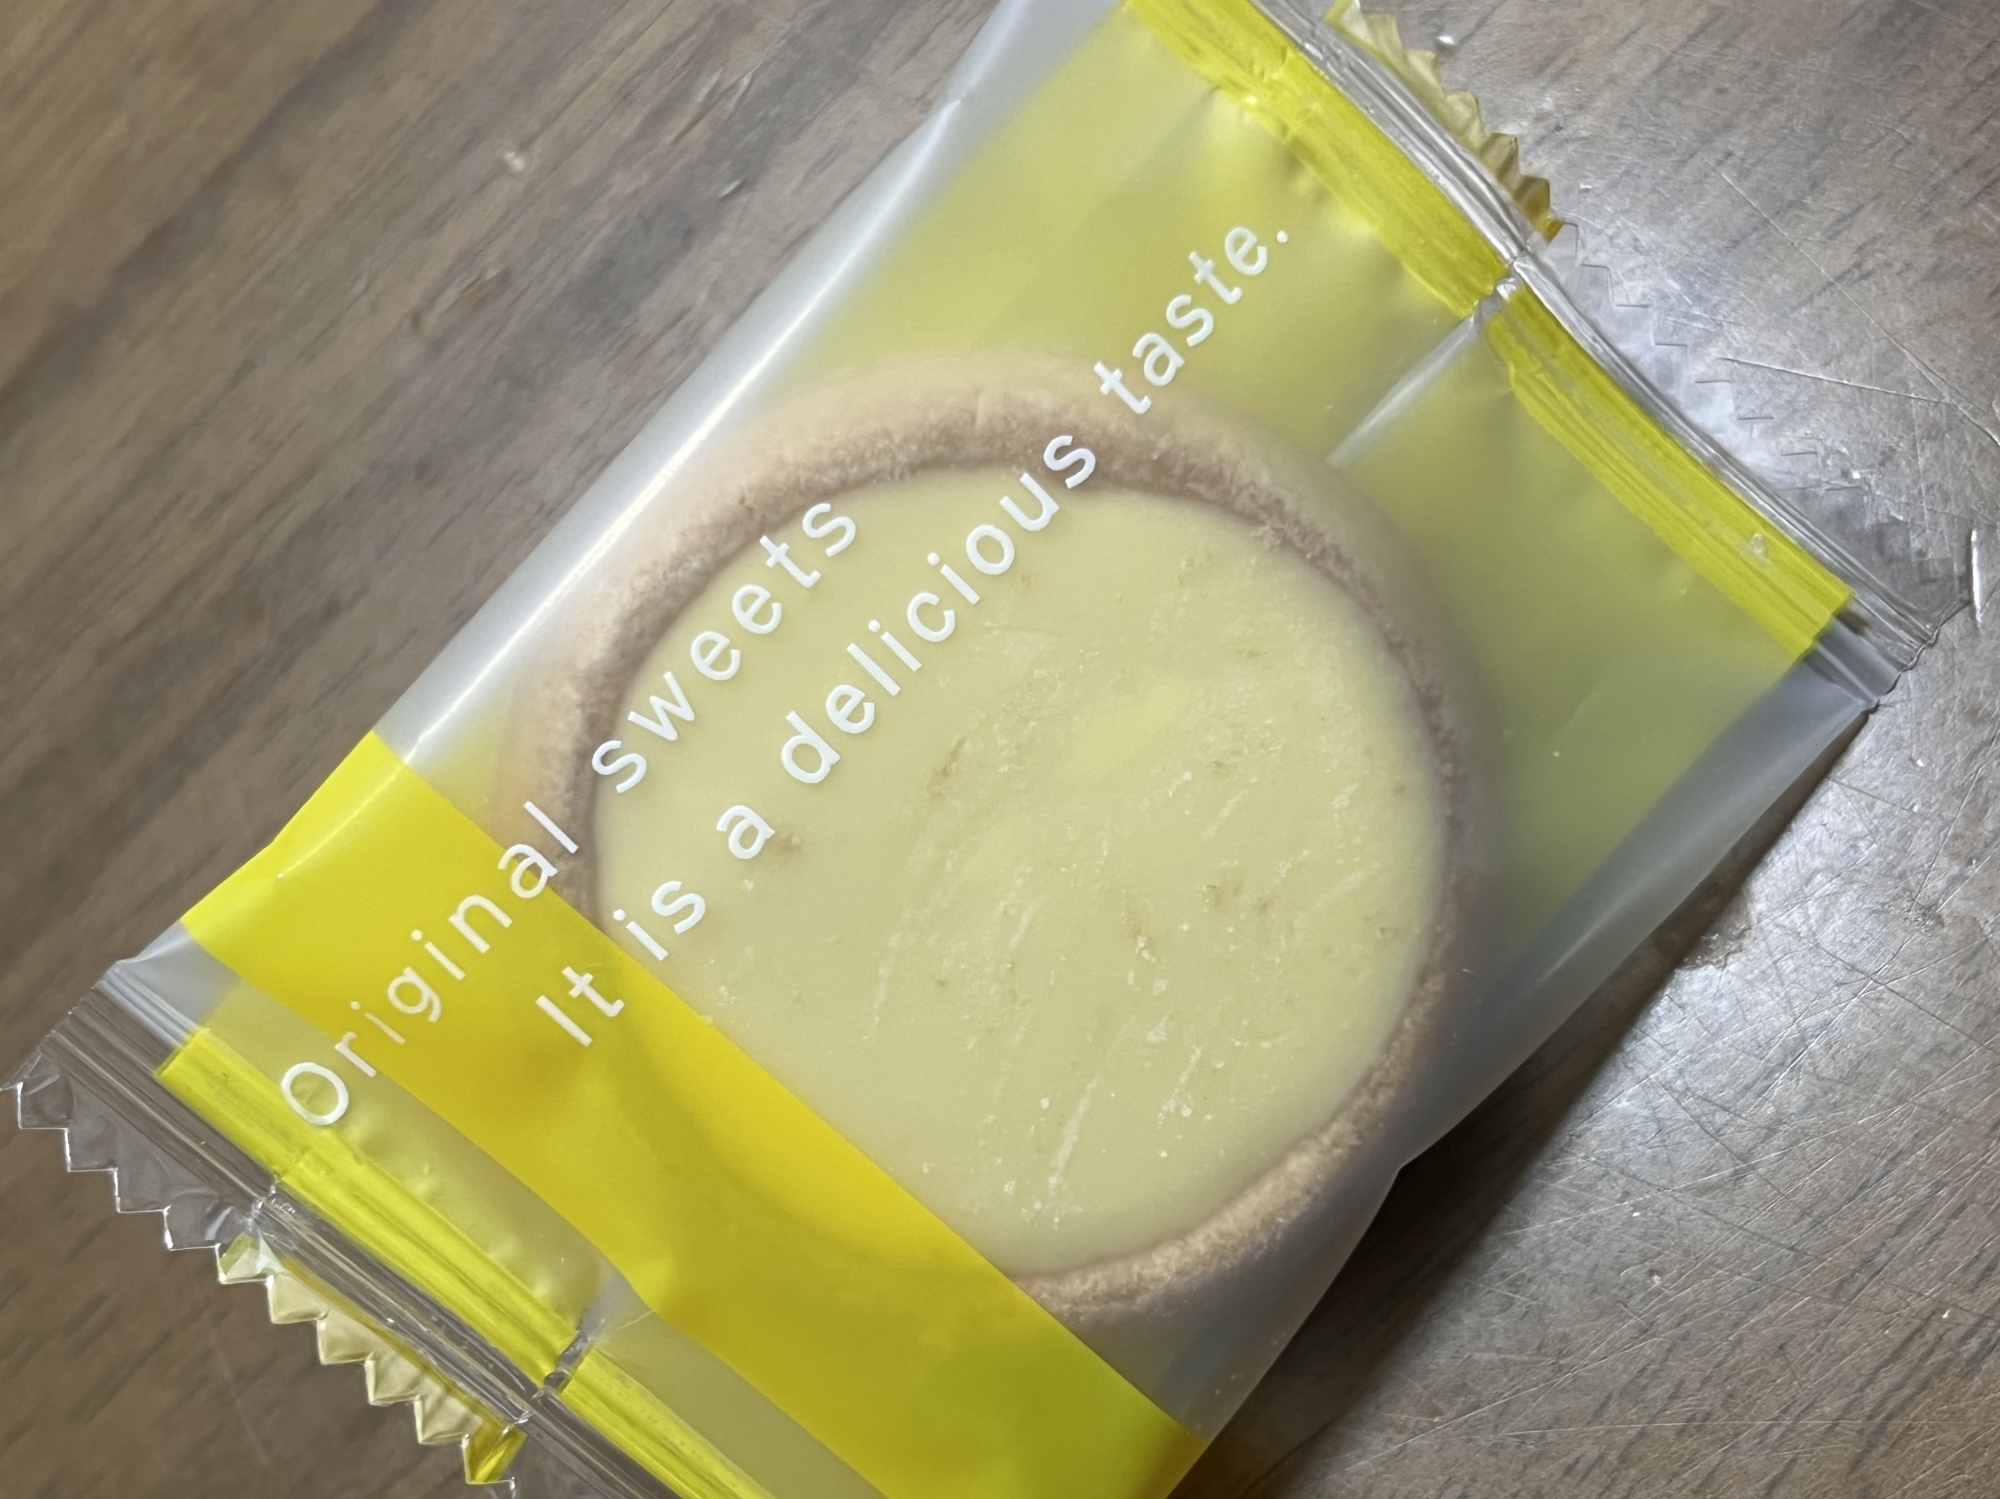 Original sweets
It is a delicious taste.